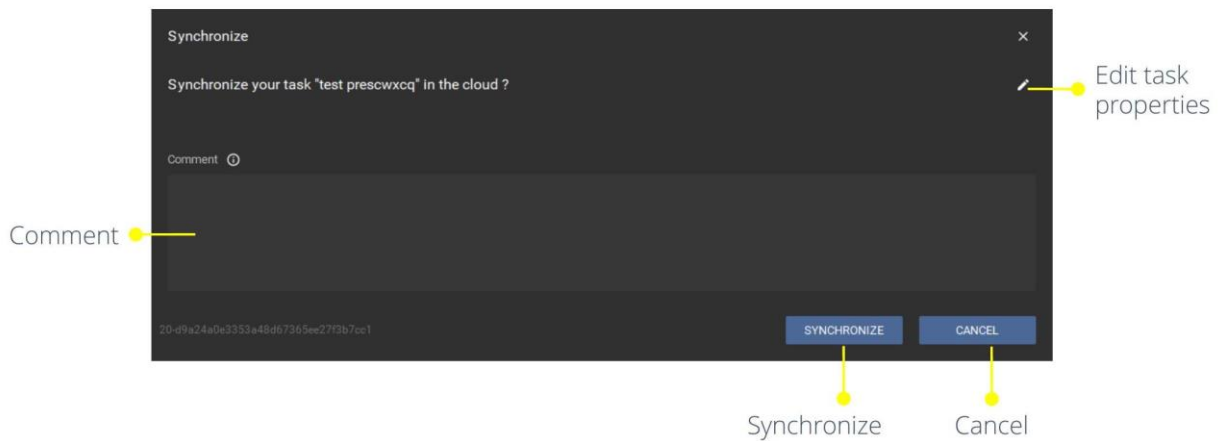 Synchronize
Synchronize your task "test prescwxcq" in the cloud ?
Edit task
properties
Comment
Comment
20-d9a24a0e3353a48d67365ee27f3b7cc1
SYNCHRONIZE
CANCEL
Synchronize
Cancel